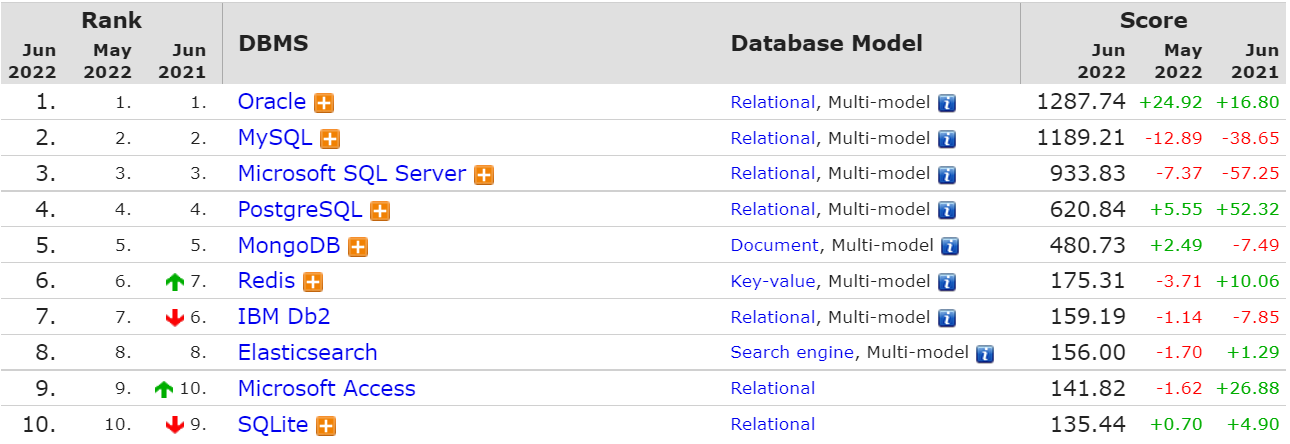 Rank Score
Jun May Jun DBMS Database Model Jun May Jun
2022 2022 2021 2022 2022 2021
1. 1. 1. Oracle Relational, Multi-model 1287.74 +24.92 +16.80
2. 2. 2. MySQL Relational, Multi-model 1189.21 -12.89 -38.65
3. 3. 3. Microsoft SQL Server Relational, Multi-model 933.83 -7.37 -57.25
4. 4. 4. PostgreSQL Relational, Multi-model 620.84 +5.55 +52.32
5. 5. 5. MongoDB Document, Multi-model 480.73 +2.49 -7.49
6. 6. 7. Redis Key-value, Multi-model 175.31 -3.71 +10.06
7. 7. 6. IBM Db2 Relational, Multi-model 159.19 -1.14 -7.85
8. 8. 8. Elasticsearch Search engine, Multi-model 156.00 -1.70 +1.29
9. 9. 10. Microsoft Access Relational 141.82 -1.62 +26.88
10. 10. 9. SQLite Relational 135.44 +0.70 +4.90